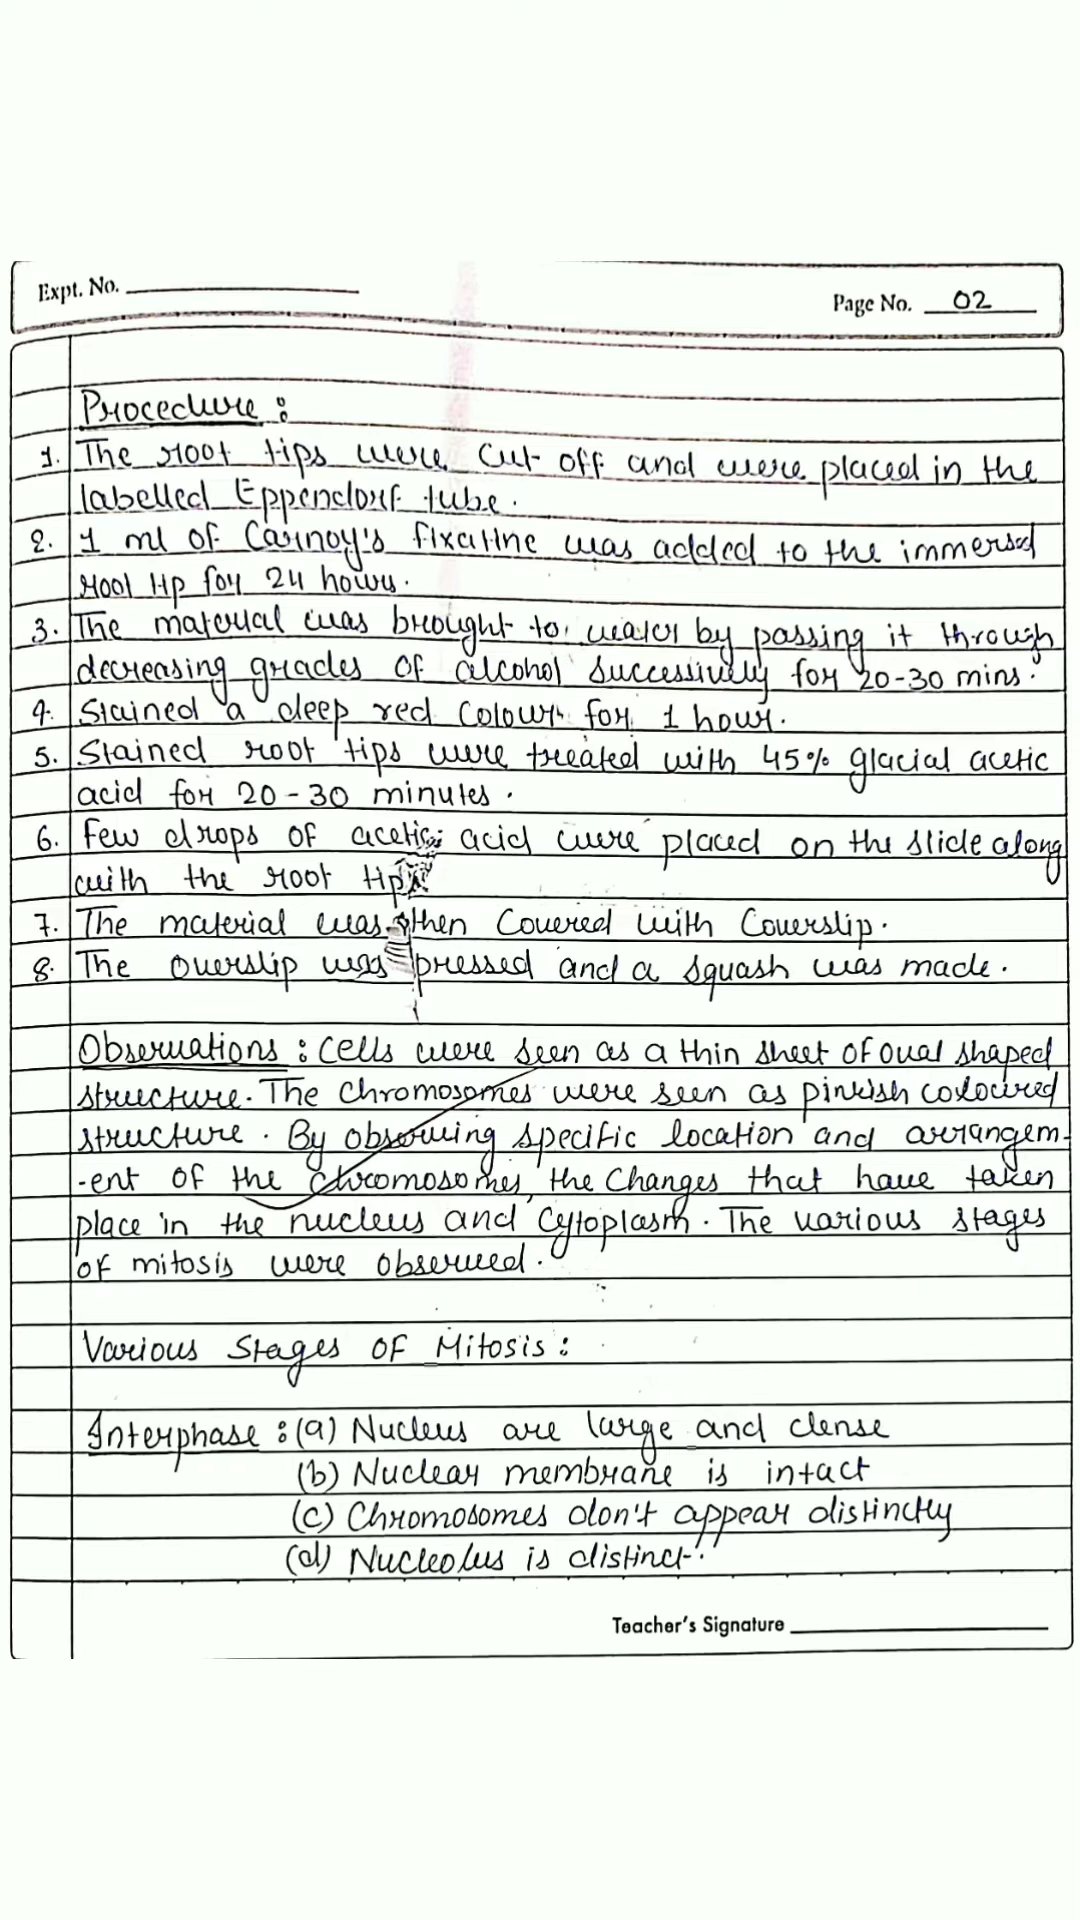 Expt. No.
Page No. 02
Procedure :
1. The root tips were cut off and were placed in the
labelled Eppendorf tube.
2. 1 ml of Carnoy's fixative was added to the immersed
root tip for 24 hours.
3. The material was brought to water by passing it through
decreasing grades of alcohol successively for 20-30 mins.
4. Stained a deep red colour for 1 hour.
5. Stained root tips were treated with 45% glacial acetic
acid for 20-30 minutes.
6. Few drops of acetic acid were placed on the slide along
with the root tip
7. The material was then Covered with Coverslip.
8. The overslip was pressed and a squash was made.
Observations : Cells were seen as a thin sheet of oval shaped
structure. The chromosomes were seen as pinkish coloured
structure. By observing specific location and arrangem-
-ent of the chromosomes, the Changes that have taken
place in the nucleus and Cytoplasm. The various stages
of mitosis were observed.
Various Stages of Mitosis :
Interphase : (a) Nucleus are large and dense
(b) Nuclear membrane is intact
(c) Chromosomes don't appear distinctly
(d) Nucleolus is distinct.
Teacher's Signature